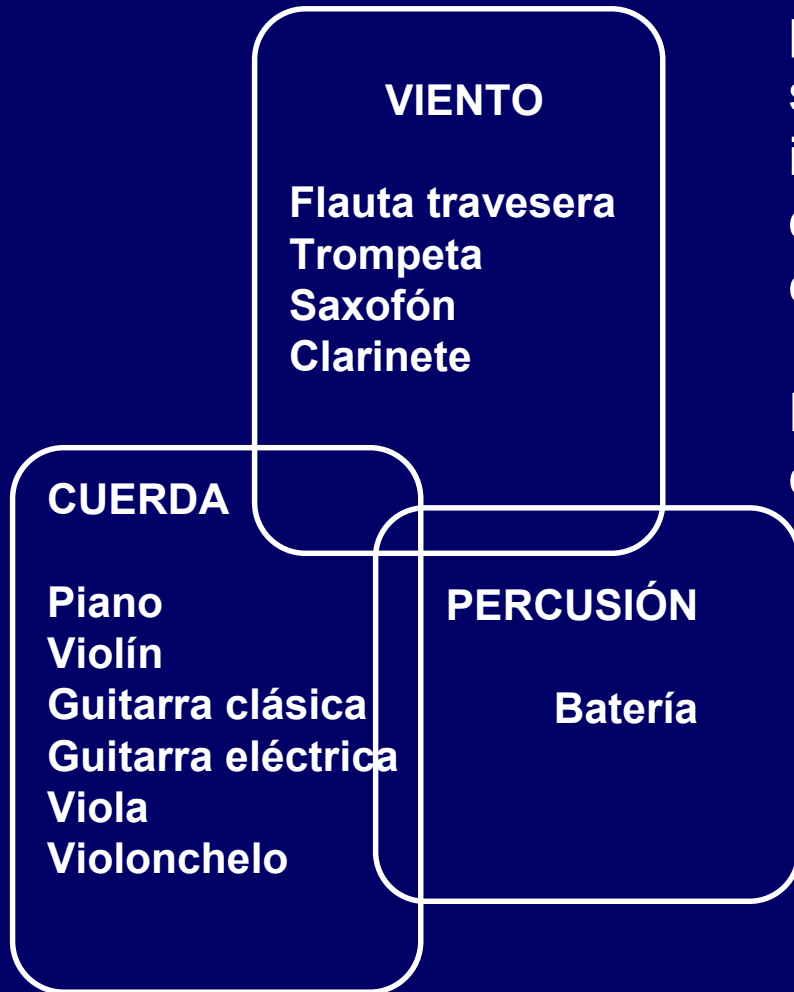 VIENTO
Flauta travesera
Trompeta
Saxofón
Clarinete
CUERDA
Piano
Violín
Guitarra clásica
Guitarra eléctrica
Viola
Violonchelo
PERCUSIÓN
Batería